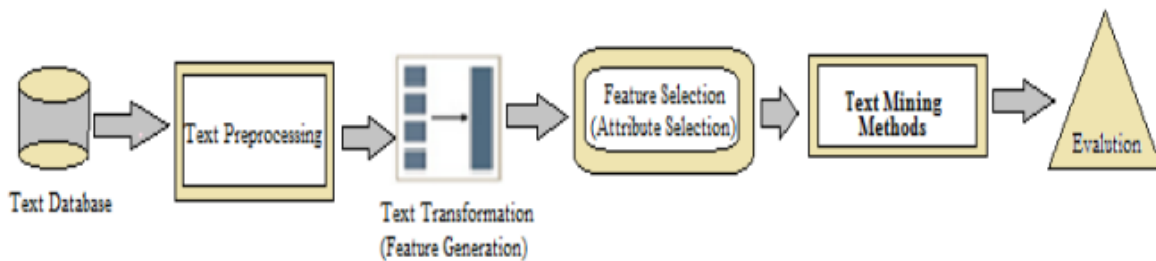 Text Database
Text Preprocessing
Text Transformation
(Feature Generation)
Feature Selection
(Attribute Selection)
Text Mining
Methods
Evalution